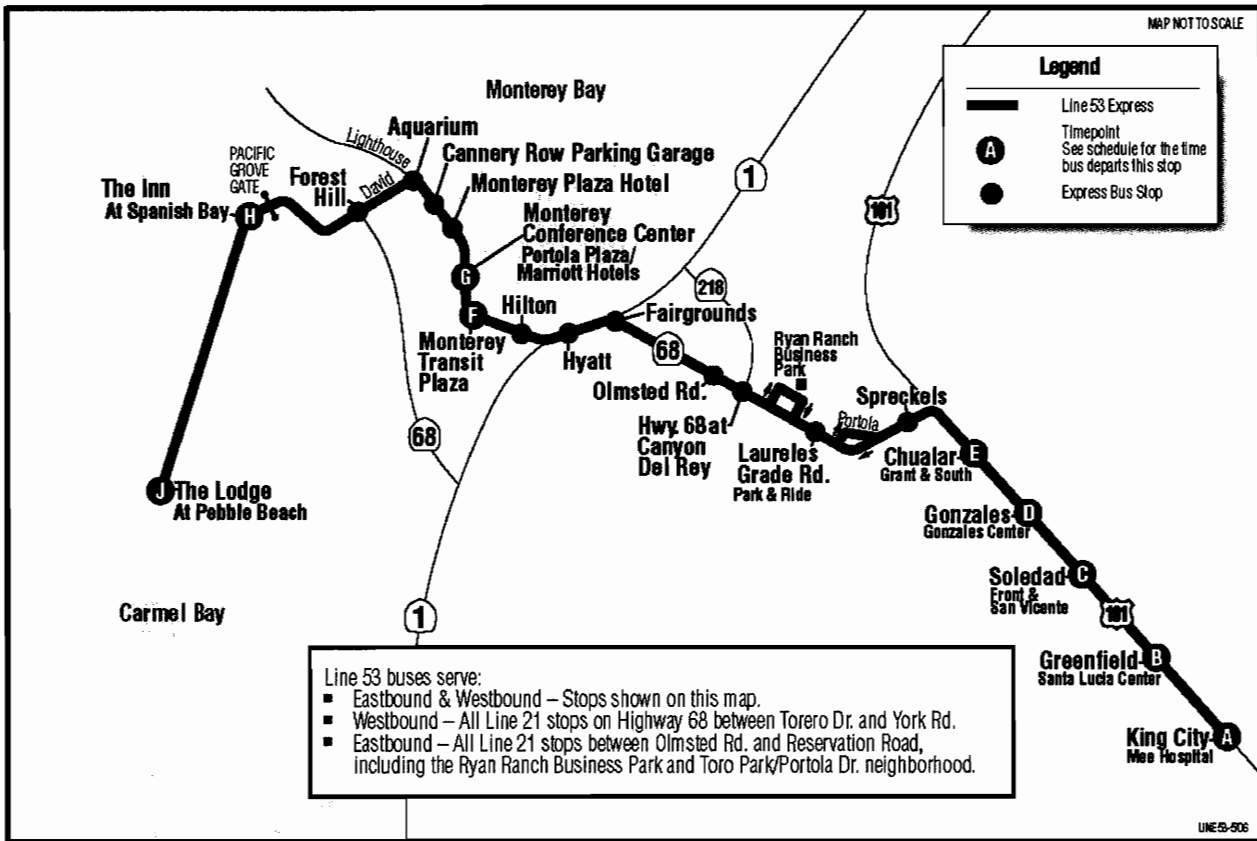 MAP NOT TO SCALE
Legend
Line 53 Express
A
Timepoint
See schedule for the time
bus departs this stop
Express Bus Stop
Monterey Bay
Lighthouse
Aquarium
Cannery Row Parking Garage
Monterey Plaza Hotel
Monterey
Conference Center
Portola Plaza/
Marriott Hotels
PACIFIC
GROVE
GATE
Forest
Hill
David
The Inn
At Spanish Bay
H
G
F
Hilton
Monterey
Transit
Plaza
Hyatt
Fairgrounds
1
101
218
68
68
Olmsted Rd.
Ryan Ranch
Business
Park
Hwy. 68 at
Canyon
Del Rey
Laureles
Grade Rd.
Park & Ride
Portola
Spreckels
Chualar
Grant & South
E
Gonzales
Gonzales Center
D
Soledad
Front &
San Vicente
C
101
Greenfield
Santa Lucia Center
B
King City
Mee Hospital
A
J
The Lodge
At Pebble Beach
Carmel Bay
1
Line 53 buses serve:
■ Eastbound & Westbound – Stops shown on this map.
■ Westbound – All Line 21 stops on Highway 68 between Torero Dr. and York Rd.
■ Eastbound – All Line 21 stops between Olmsted Rd. and Reservation Road,
including the Ryan Ranch Business Park and Toro Park/Portola Dr. neighborhood.
LINE53-506